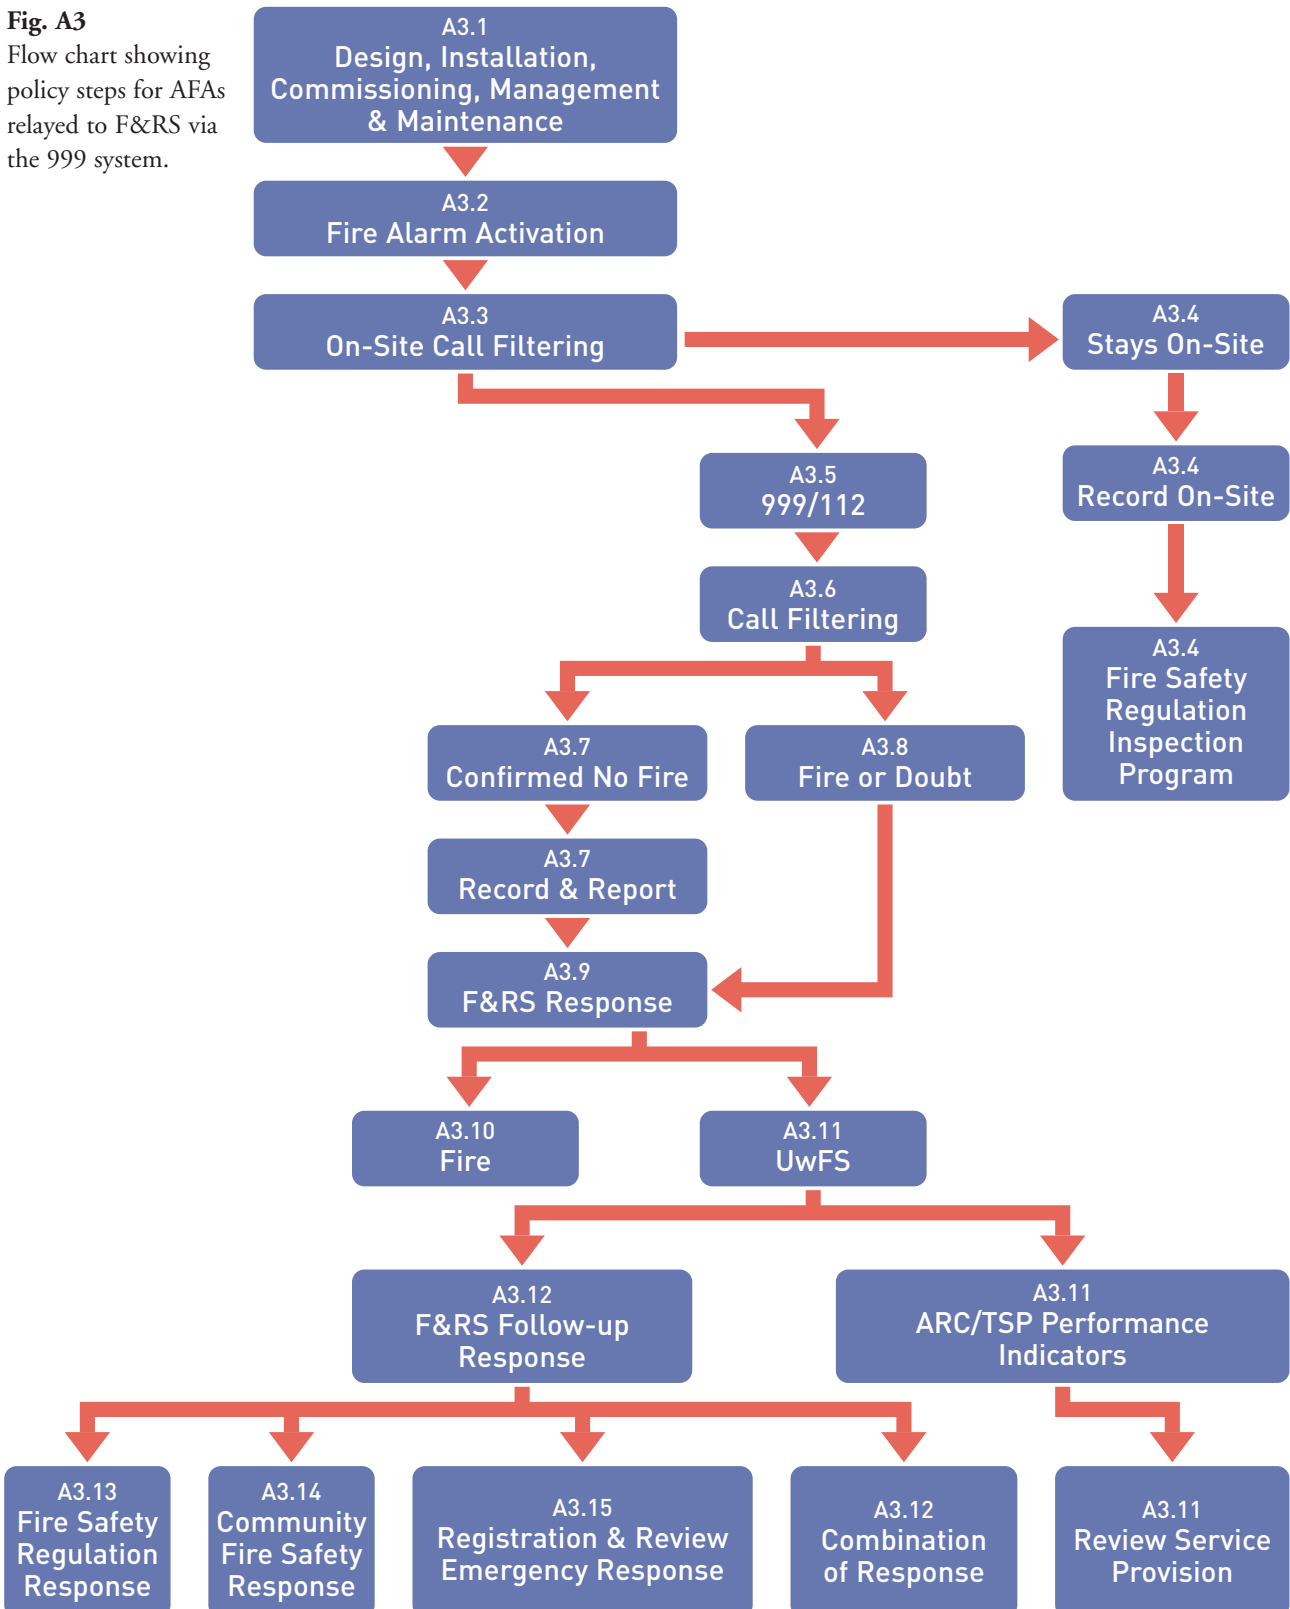 Fig. A3
Flow chart showing
policy steps for AFAs
relayed to F&RS via
the 999 system.
A3.1
Design, Installation,
Commissioning, Management
& Maintenance
A3.2
Fire Alarm Activation
A3.3
On-Site Call Filtering
A3.4
Stays On-Site
A3.5
999/112
A3.4
Record On-Site
A3.6
Call Filtering
A3.4
Fire Safety
Regulation
Inspection
Program
A3.7
Confirmed No Fire
A3.8
Fire or Doubt
A3.7
Record & Report
A3.9
F&RS Response
A3.10
Fire
A3.11
UwFS
A3.12
F&RS Follow-up
Response
A3.11
ARC/TSP Performance
Indicators
A3.13
Fire Safety
Regulation
Response
A3.14
Community
Fire Safety
Response
A3.15
Registration & Review
Emergency Response
A3.12
Combination
of Response
A3.11
Review Service
Provision